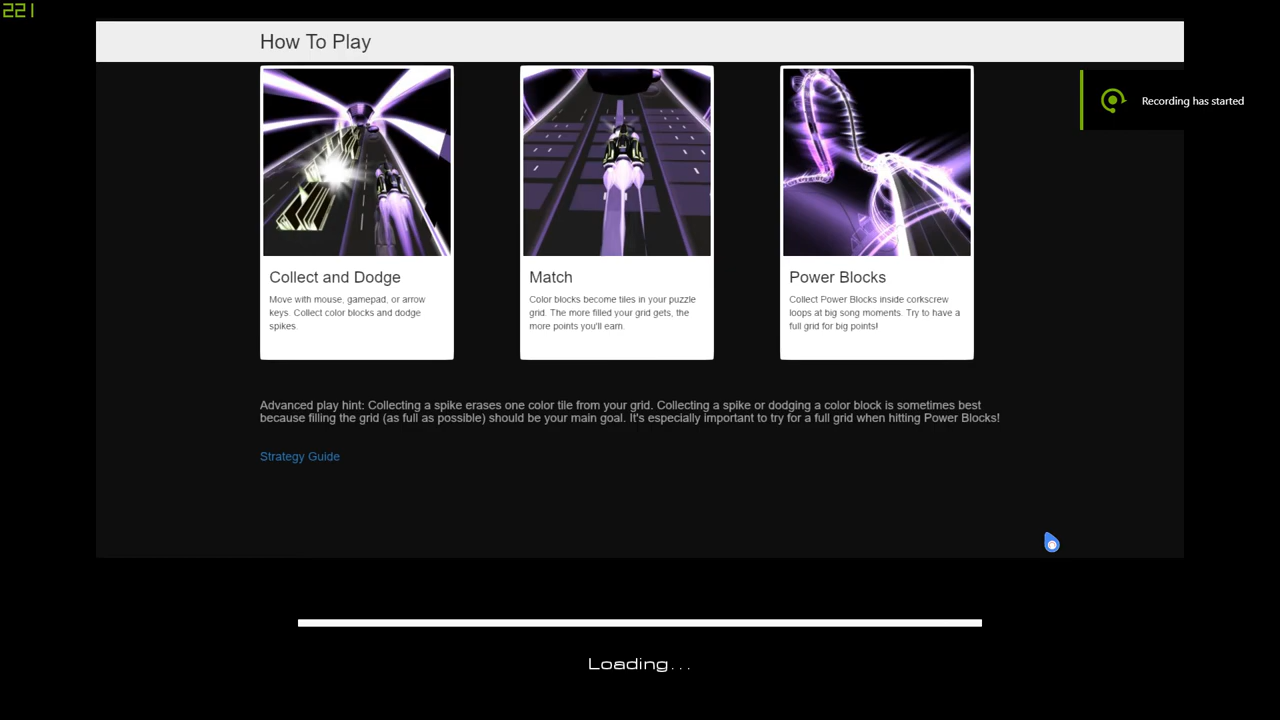 221
How To Play
Recording has started
Collect and Dodge
Move with mouse, gamepad, or arrow
keys. Collect color blocks and dodge
spikes.
Match
Color blocks become tiles in your puzzle
grid. The more filled your grid gets, the
more points you'll earn.
Power Blocks
Collect Power Blocks inside corkscrew
loops at big song moments. Try to have a
full grid for big points!
Advanced play hint: Collecting a spike erases one color tile from your grid. Collecting a spike or dodging a color block is sometimes best
because filling the grid (as full as possible) should be your main goal. It's especially important to try for a full grid when hitting Power Blocks!
Strategy Guide
Loading...